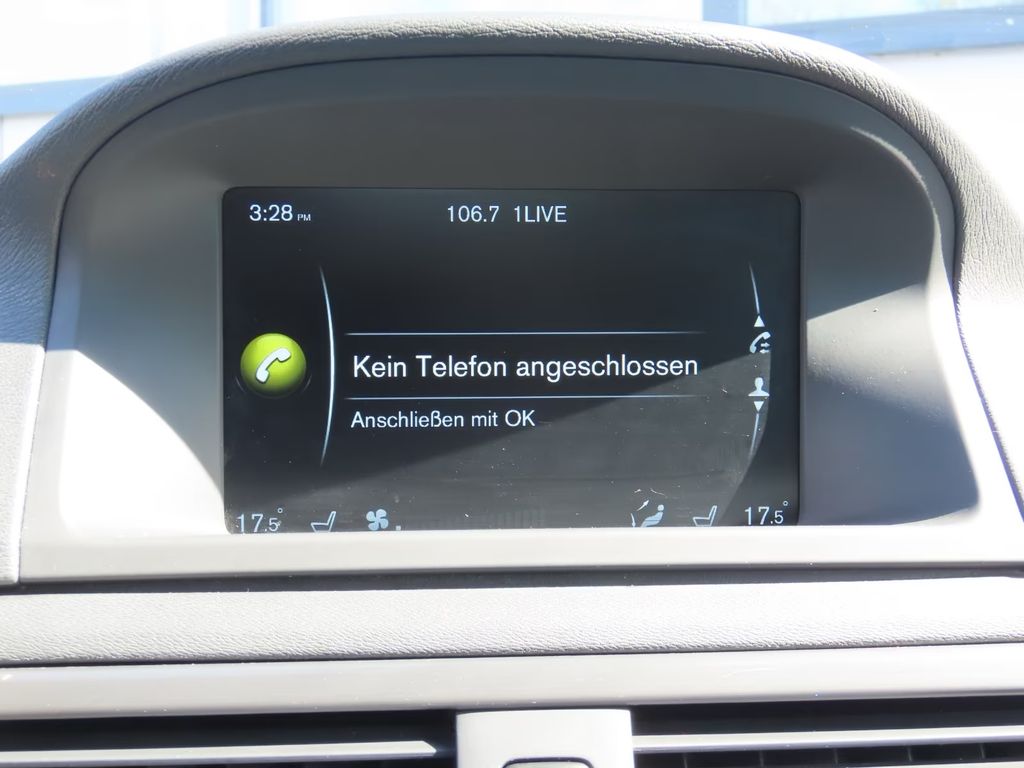 3:28 PM 106.7 1LIVE
Kein Telefon angeschlossen
Anschließen mit OK
17.5° 17.5°